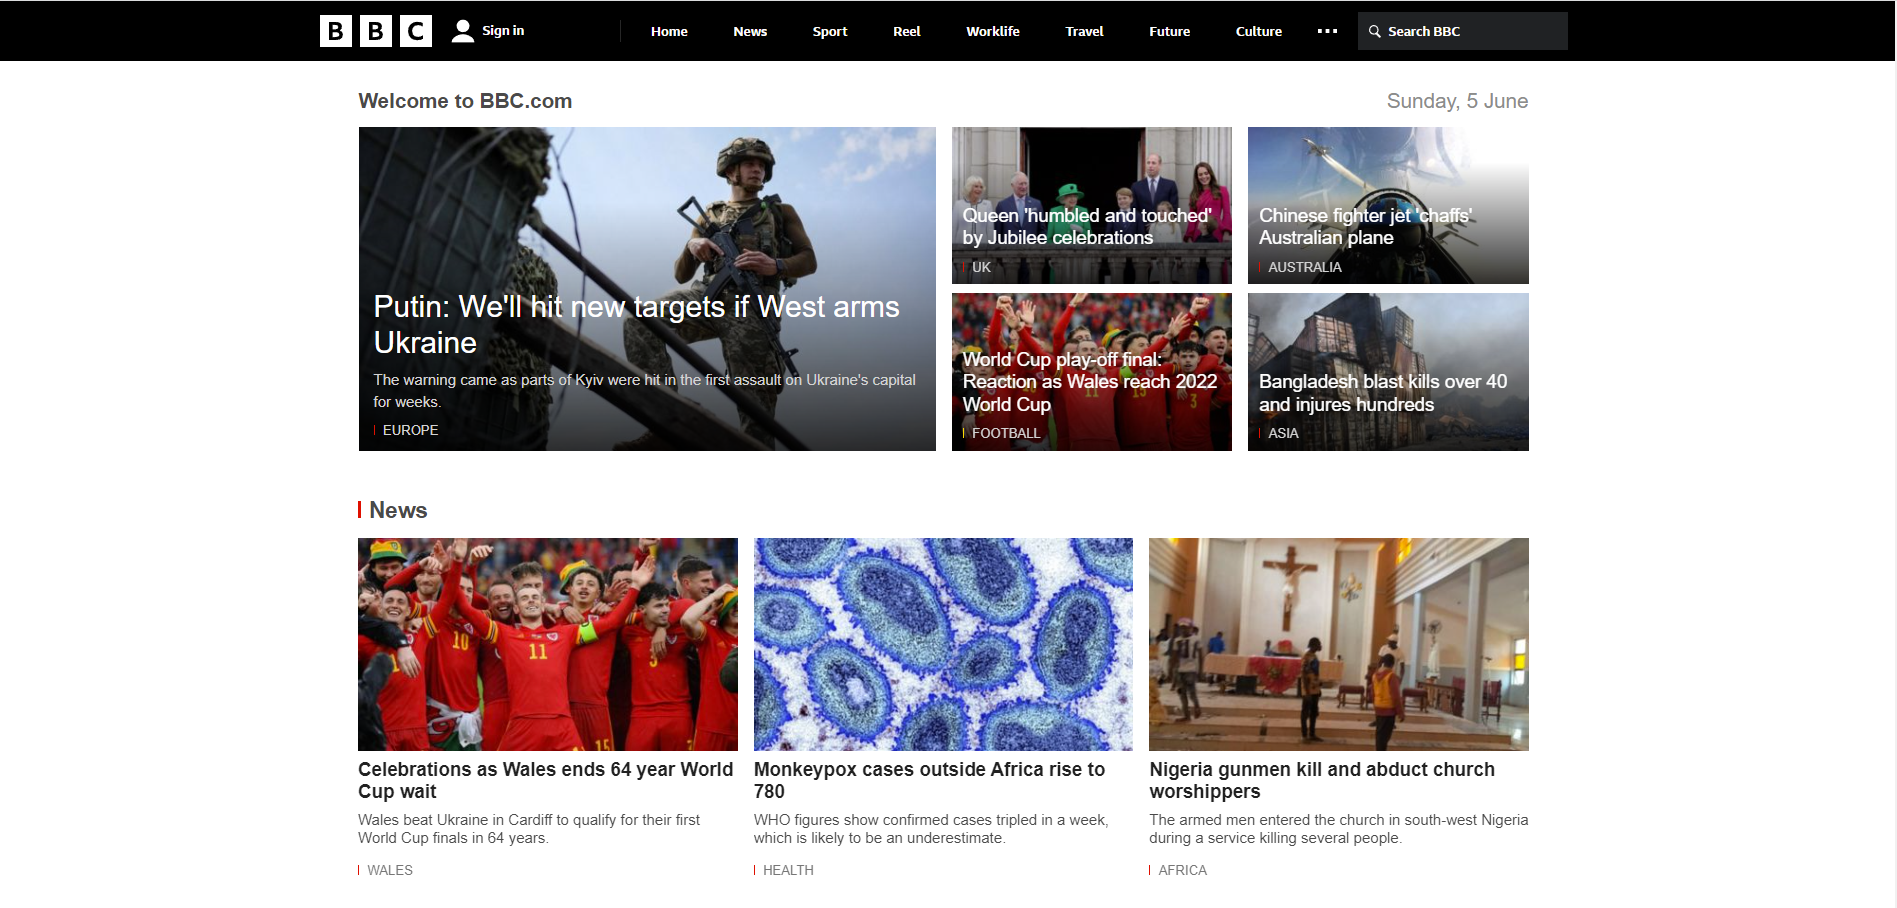 BBC
Sign in
Home
News
Sport
Reel
Worklife
Travel
Future
Culture
Search BBC
Welcome to BBC.com
Sunday, 5 June
Putin: We'll hit new targets if West arms
Ukraine
The warning came as parts of Kyiv were hit in the first assault on Ukraine's capital
for weeks.
EUROPE
Queen 'humbled and touched'
by Jubilee celebrations
UK
Chinese fighter jet 'chaffs'
Australian plane
AUSTRALIA
World Cup play-off final:
Reaction as Wales reach 2022
World Cup
FOOTBALL
Bangladesh blast kills over 40
and injures hundreds
ASIA
News
10
11
3
15
Celebrations as Wales ends 64 year World
Cup wait
Wales beat Ukraine in Cardiff to qualify for their first
World Cup finals in 64 years.
WALES
Monkeypox cases outside Africa rise to
780
WHO figures show confirmed cases tripled in a week,
which is likely to be an underestimate.
HEALTH
Nigeria gunmen kill and abduct church
worshippers
The armed men entered the church in south-west Nigeria
during a service killing several people.
AFRICA